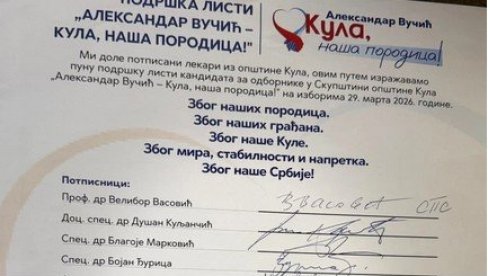 ПОДРШКА ЛИСТИ
„АЛЕКСАНДАР ВУЧИЋ –
КУЛА, НАША ПОРОДИЦА!"
Александар Вучић
Кула,
наша породица!
Ми доле потписани лекари из општине Кула, овим путем изражавамо
пуну подршку листи кандидата за одборнике у Скупштини општине Кула
„Александар Вучић – Кула, наша породица!" на изборима 29. марта 2026. године.
Због наших породица.
Због наших грађана.
Због наше Куле.
Због мира, стабилности и напретка.
Због наше Србије!
Потписници:
Проф. др Велибор Васовић ВВасовић СПС
Доц. спец. др Душан Куљанчић
Спец. др Благоје Марковић
Спец. др Бојан Ђурица